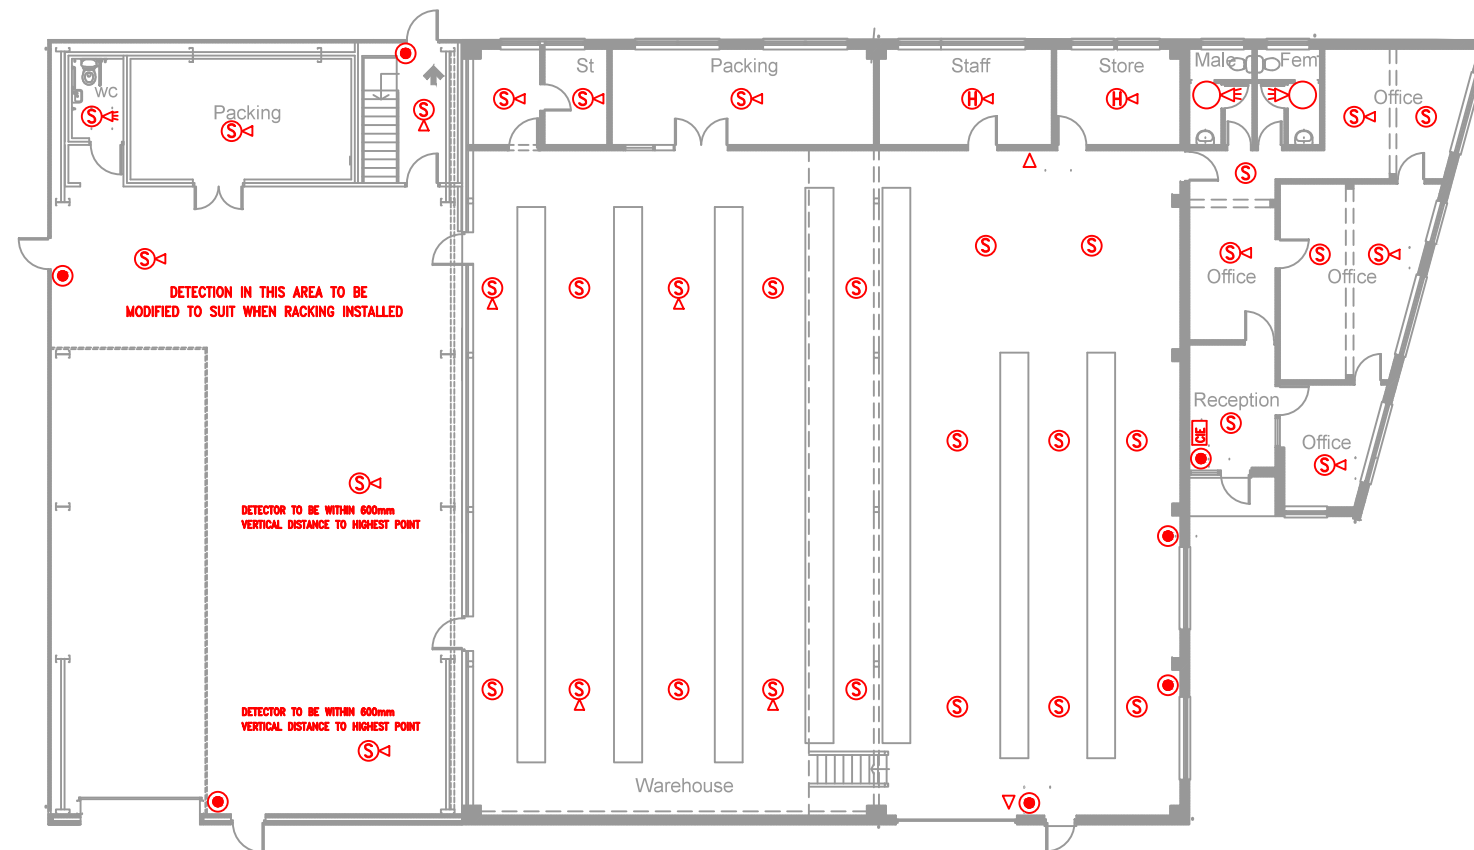 St
Packing
Staff
Store
Male
Fem
wc
Packing
Office
S
S
S
S
S
S
H
H
S
S
S
S
S
S
S
S
Office
Office
S
S
DETECTION IN THIS AREA TO BE
MODIFIED TO SUIT WHEN RACKING INSTALLED
S
S
S
S
S
Reception
CIE
S
S
S
S
Office
S
S
DETECTOR TO BE WITHIN 600mm
VERTICAL DISTANCE TO HIGHEST POINT
S
S
S
S
S
S
S
S
DETECTOR TO BE WITHIN 600mm
VERTICAL DISTANCE TO HIGHEST POINT
S
Warehouse